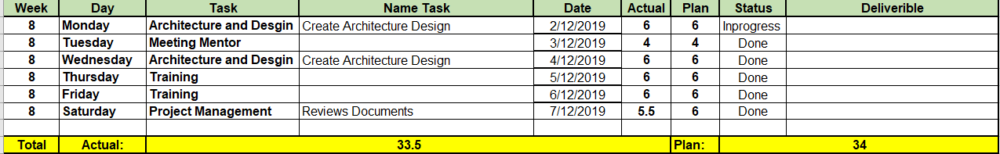 Week Day Task Name Task Date Actual Plan Status Deliverible
8 Monday Architecture and Desgin Create Architecture Design 2/12/2019 6 6 Inprogress
8 Tuesday Meeting Mentor 3/12/2019 4 4 Done
8 Wednesday Architecture and Desgin Create Architecture Design 4/12/2019 6 6 Done
8 Thursday Training 5/12/2019 6 6 Done
8 Friday Training 6/12/2019 6 6 Done
8 Saturday Project Management Reviews Documents 7/12/2019 5.5 6 Done
Total Actual: 33.5 Plan: 34